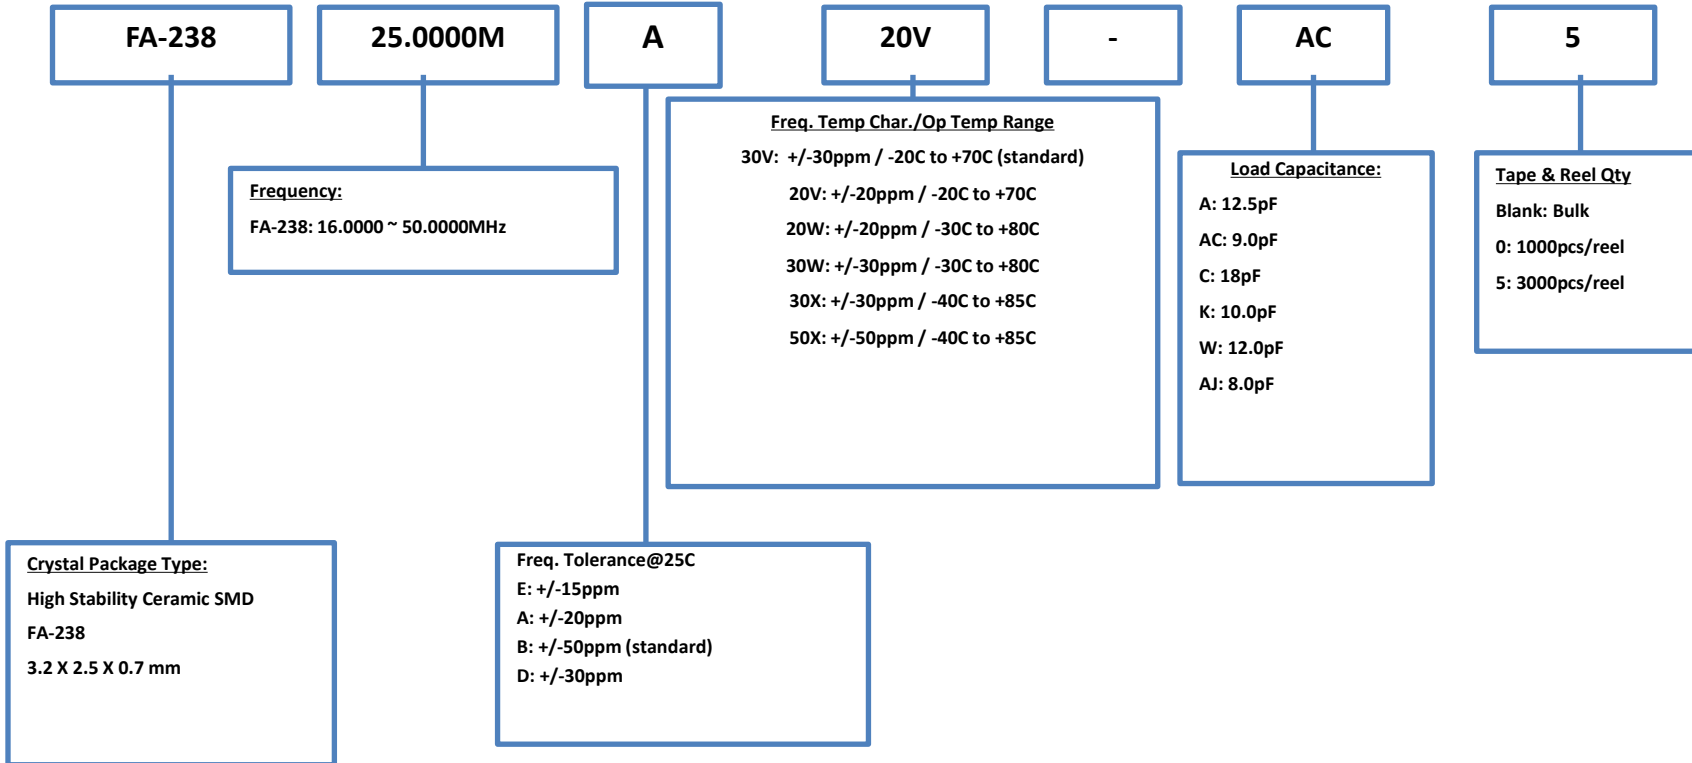 FA-238
25.0000M
A
20V
-
AC
5
Frequency:
FA-238: 16.0000 ~ 50.0000MHz
Freq. Temp Char./Op Temp Range
30V:  +/-30ppm / -20C to +70C (standard)
20V: +/-20ppm / -20C to +70C
20W: +/-20ppm / -30C to +80C
30W: +/-30ppm / -30C to +80C
30X: +/-30ppm / -40C to +85C
50X: +/-50ppm / -40C to +85C
Load Capacitance:
A: 12.5pF
AC: 9.0pF
C: 18pF
K: 10.0pF
W: 12.0pF
AJ: 8.0pF
Tape & Reel Qty
Blank: Bulk
0: 1000pcs/reel
5: 3000pcs/reel
Crystal Package Type:
High Stability Ceramic SMD
FA-238
3.2 X 2.5 X 0.7 mm
Freq. Tolerance@25C
E: +/-15ppm
A: +/-20ppm
B: +/-50ppm (standard)
D: +/-30ppm